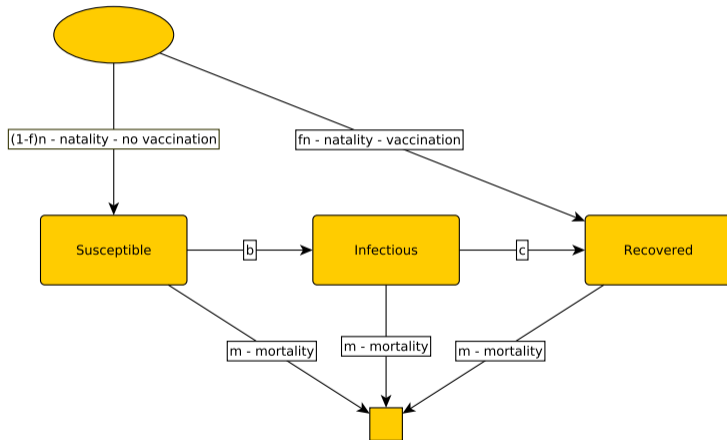 (1-f)n - natality - no vaccination
fn - natality - vaccination
Susceptible
b
Infectious
c
Recovered
m - mortality
m - mortality
m - mortality